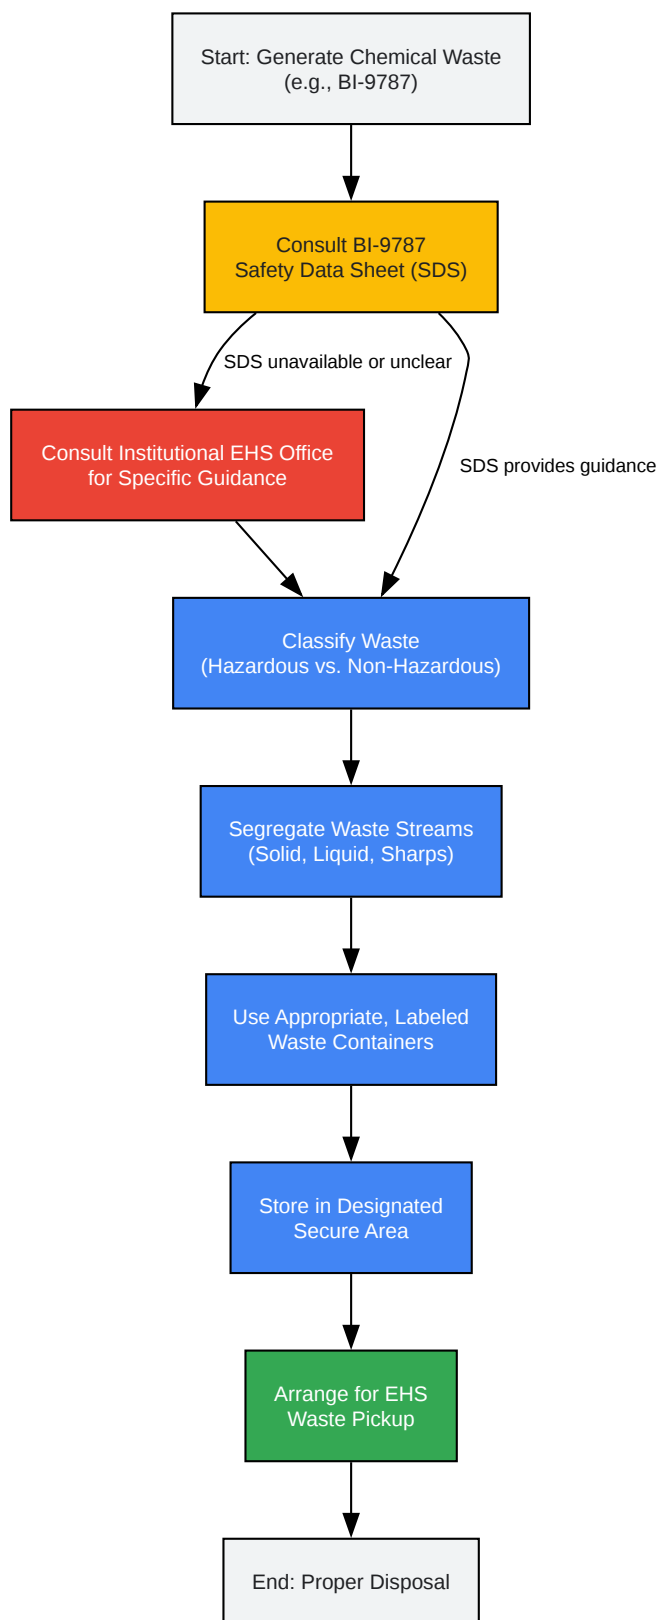 Start: Generate Chemical Waste
(e.g., BI-9787)
Consult BI-9787
Safety Data Sheet (SDS)
SDS unavailable or unclear
Consult Institutional EHS Office
for Specific Guidance
SDS provides guidance
Classify Waste
(Hazardous vs. Non-Hazardous)
Segregate Waste Streams
(Solid, Liquid, Sharps)
Use Appropriate, Labeled
Waste Containers
Store in Designated
Secure Area
Arrange for EHS
Waste Pickup
End: Proper Disposal